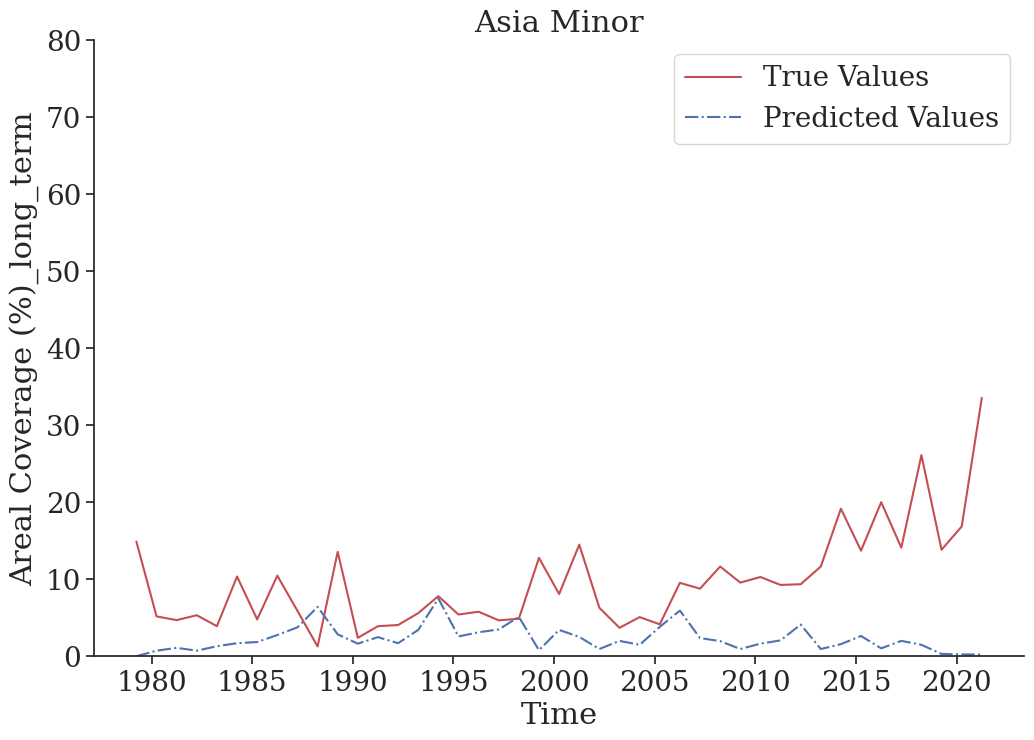 Asia Minor
True Values
Predicted Values
Areal Coverage (%)_long_term
80
70
60
50
40
30
20
10
0
1980 1985 1990 1995 2000 2005 2010 2015 2020
Time